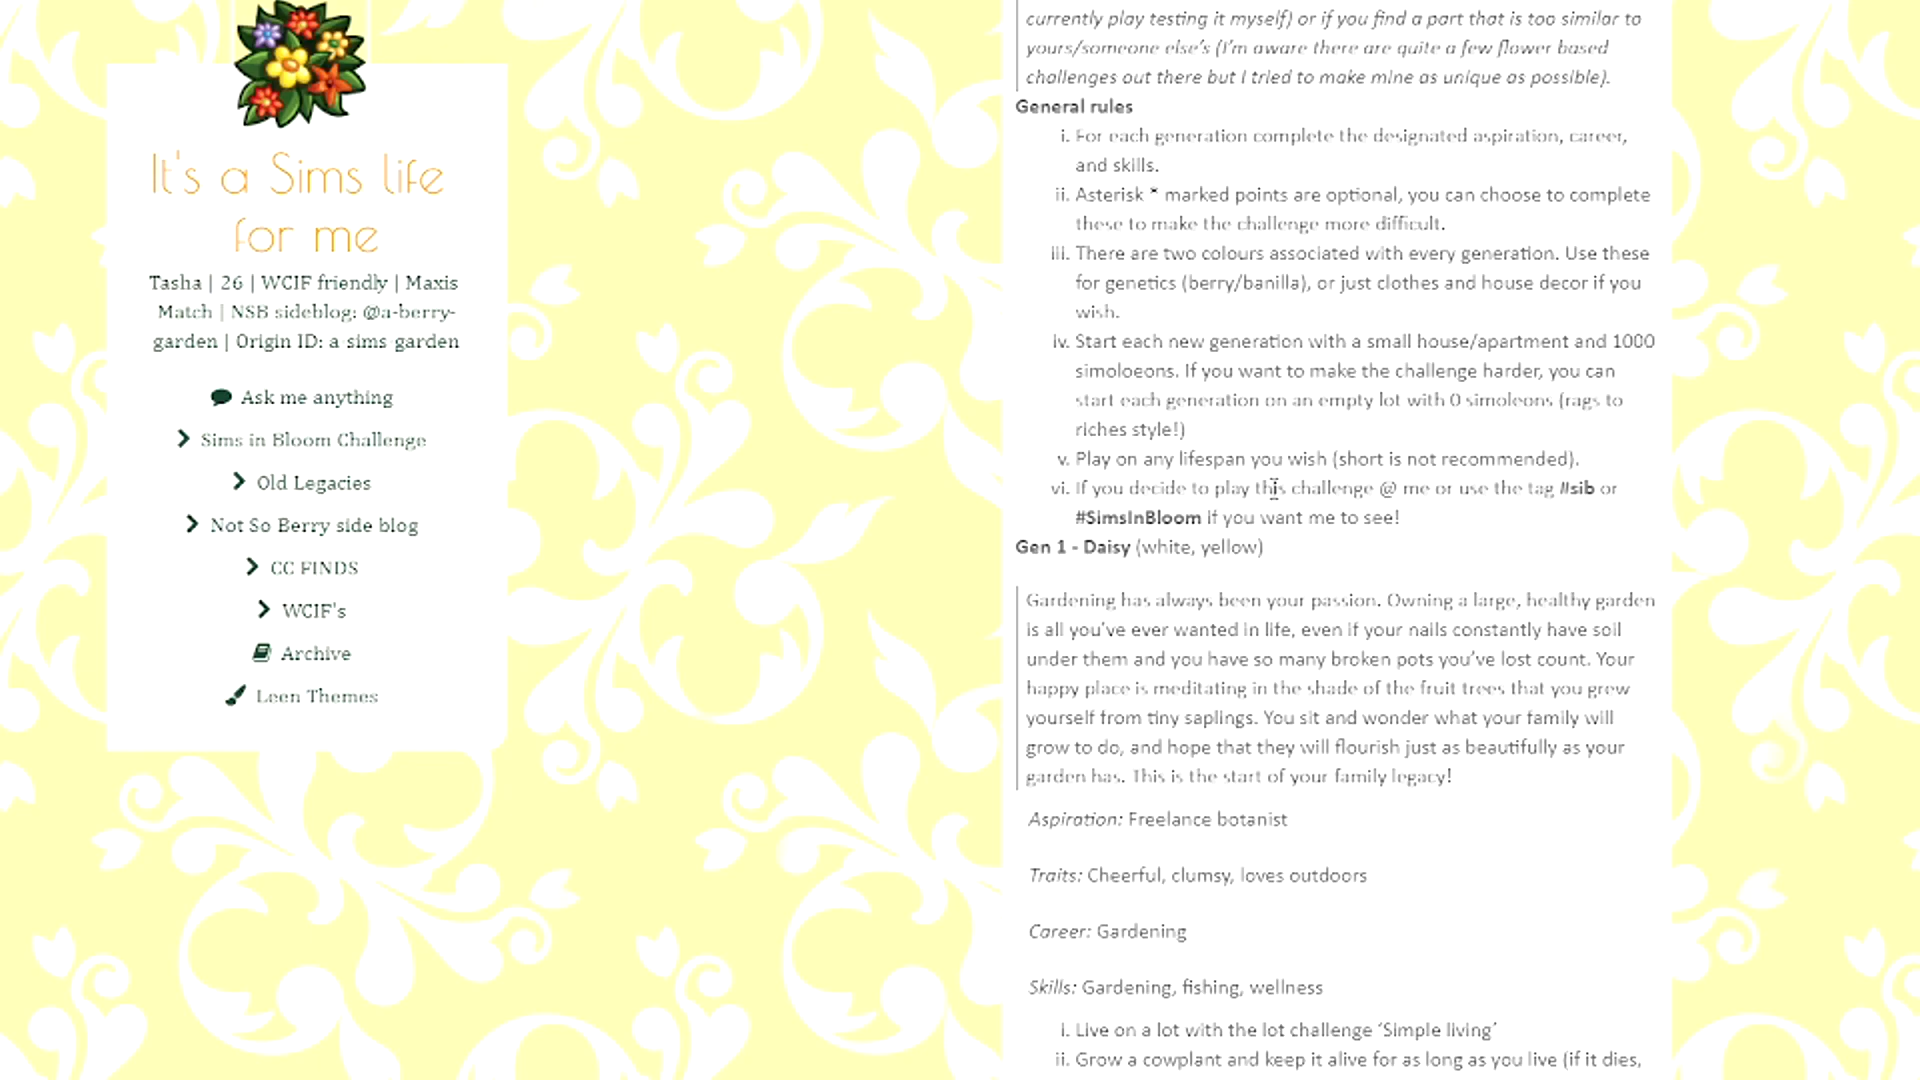 It's a Sims life
for me
Tasha | 26 | WCIF friendly | Maxis
Match | NSB sideblog: @a-berry-
garden | Origin ID: a sims garden
Ask me anything
Sims in Bloom Challenge
Old Legacies
Not So Berry side blog
CC FINDS
WCIF's
Archive
Leen Themes
currently play testing it myself) or if you find a part that is too similar to
yours/someone else's (I'm aware there are quite a few flower based
challenges out there but I tried to make mine as unique as possible).
General rules
i. For each generation complete the designated aspiration, career,
and skills.
ii. Asterisk * marked points are optional, you can choose to complete
these to make the challenge more difficult.
iii. There are two colours associated with every generation. Use these
for genetics (berry/banilla), or just clothes and house decor if you
wish.
iv. Start each new generation with a small house/apartment and 1000
simoloeons. If you want to make the challenge harder, you can
start each generation on an empty lot with 0 simoleons (rags to
riches style!)
v. Play on any lifespan you wish (short is not recommended).
vi. If you decide to play this challenge @ me or use the tag #sib or
#SimsInBloom if you want me to see!
Gen 1 - Daisy (white, yellow)
Gardening has always been your passion. Owning a large, healthy garden
is all you've ever wanted in life, even if your nails constantly have soil
under them and you have so many broken pots you've lost count. Your
happy place is meditating in the shade of the fruit trees that you grew
yourself from tiny saplings. You sit and wonder what your family will
grow to do, and hope that they will flourish just as beautifully as your
garden has. This is the start of your family legacy!
Aspiration: Freelance botanist
Traits: Cheerful, clumsy, loves outdoors
Career: Gardening
Skills: Gardening, fishing, wellness
i. Live on a lot with the lot challenge 'Simple living'
ii. Grow a cowplant and keep it alive for as long as you live (if it dies,